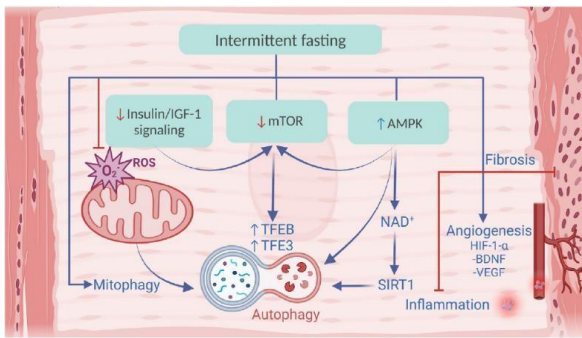 Intermittent fasting
↓ Insulin/IGF-1
signaling
↓ mTOR
↑ AMPK
O₂⁻
ROS
Fibrosis
↑ TFEB
↑ TFE3
NAD⁺
Angiogenesis
HIF-1-α
-BDNF
-VEGF
Mitophagy
SIRT1
Inflammation
Autophagy